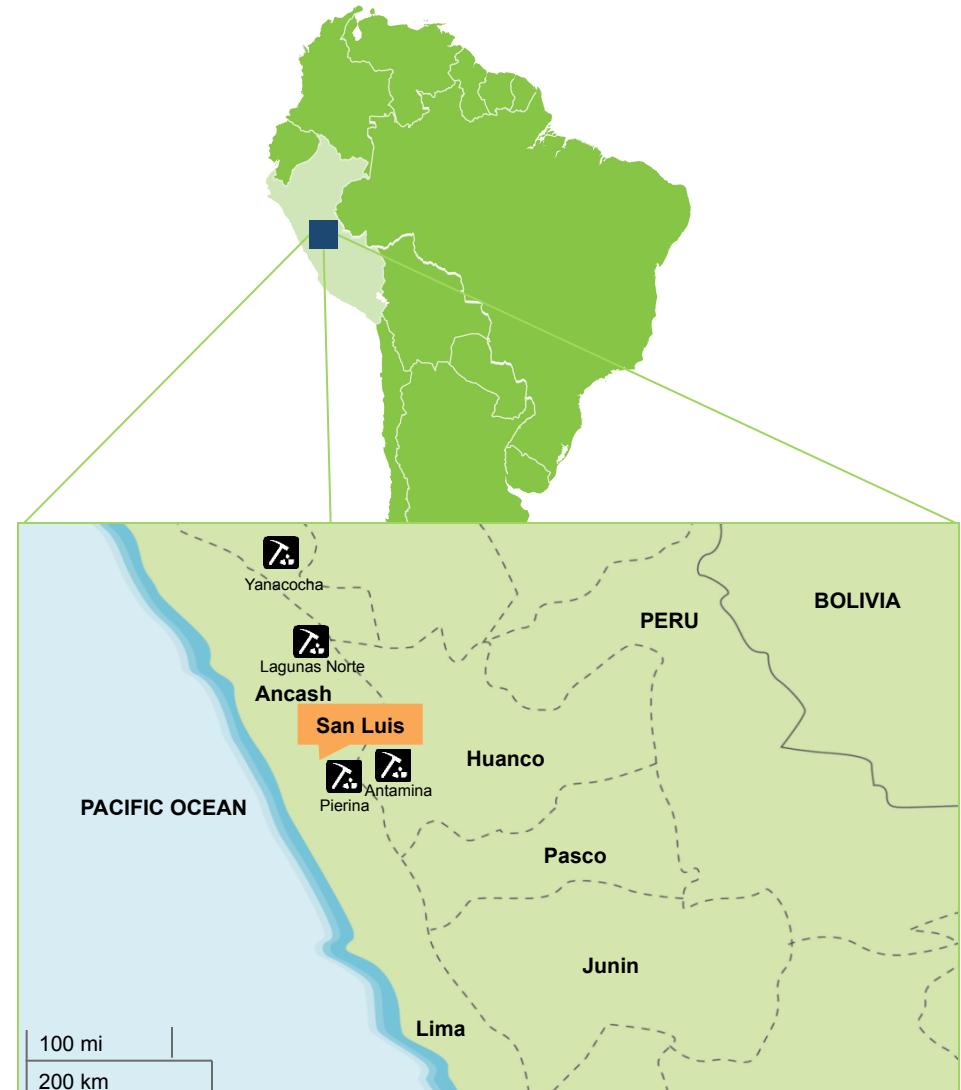 Yanacocha
BOLIVIA
PERU
Lagunas Norte
Ancash
San Luis
Huanco
Antamina
Pierina
PACIFIC OCEAN
Pasco
Junin
Lima
100 mi
200 km